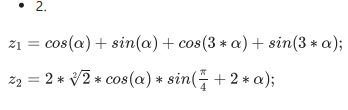 • 2.
z₁ = cos(α) + sin(α) + cos(3 * α) + sin(3 * α);
z₂ = 2 * ∛2 * cos(α) * sin(π/4 + 2 * α);